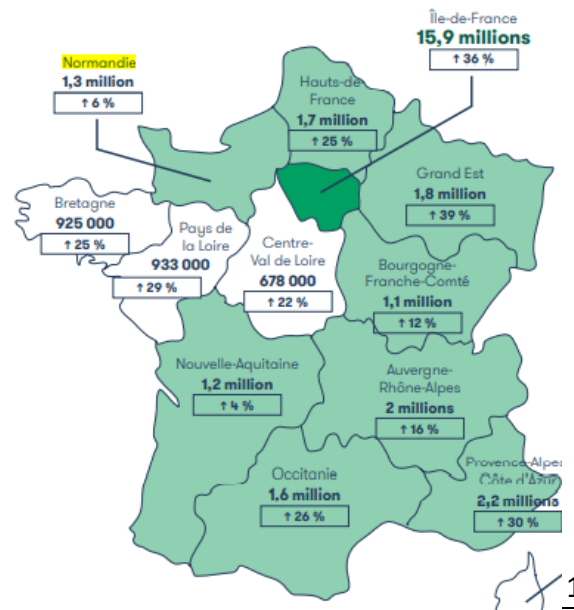 Île-de-France
15,9 millions
↑ 36 %
Normandie
1,3 million
↑ 6 %
Hauts-de-
France
1,7 million
↑ 25 %
Grand Est
1,8 million
↑ 39 %
Bretagne
925 000
↑ 25 %
Pays de
la Loire
933 000
↑ 29 %
Centre-
Val de Loire
678 000
↑ 22 %
Bourgogne-
Franche-Comté
1,1 million
↑ 12 %
Nouvelle-Aquitaine
1,2 million
↑ 4 %
Auvergne-
Rhône-Alpes
2 millions
↑ 16 %
Occitanie
1,6 million
↑ 26 %
Provence-Alpes
Côte d'Azur
2,2 millions
↑ 30 %
1